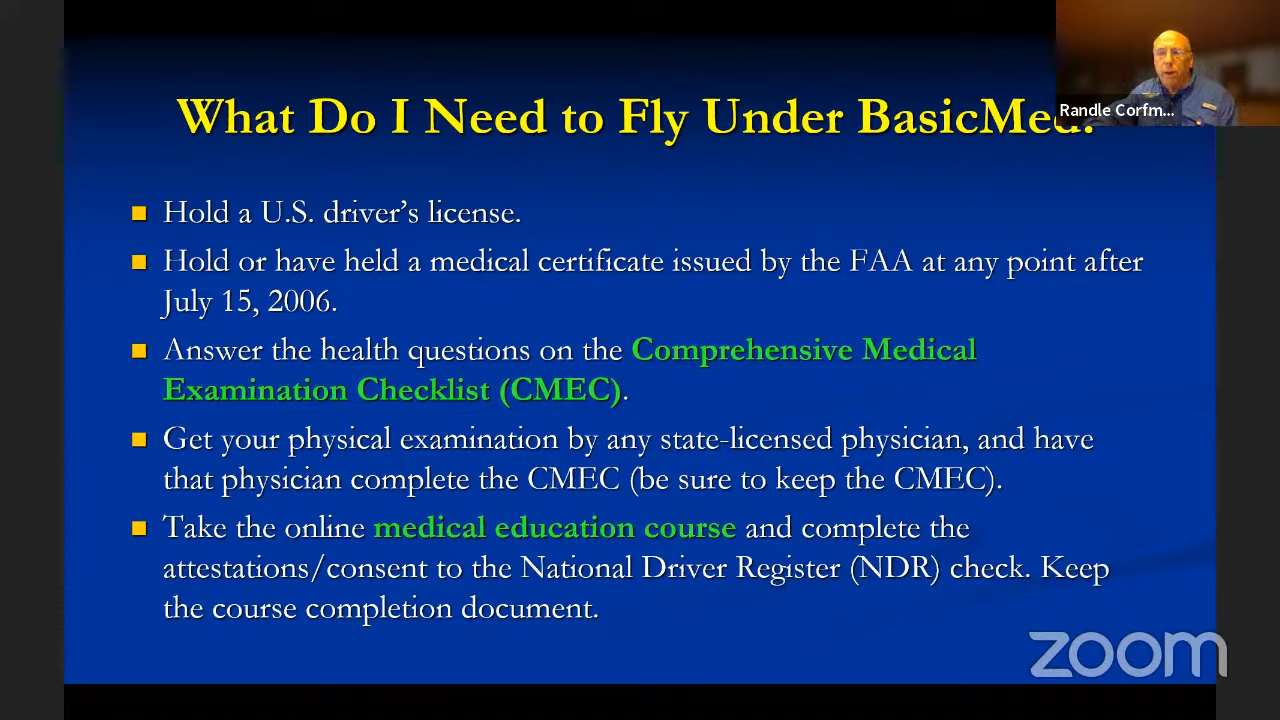 What Do I Need to Fly Under BasicMed?
Randle Corfm...
Hold a U.S. driver’s license.
Hold or have held a medical certificate issued by the FAA at any point after
July 15, 2006.
Answer the health questions on the Comprehensive Medical
Examination Checklist (CMEC).
Get your physical examination by any state-licensed physician, and have
that physician complete the CMEC (be sure to keep the CMEC).
Take the online medical education course and complete the
attestations/consent to the National Driver Register (NDR) check. Keep
the course completion document.
zoom